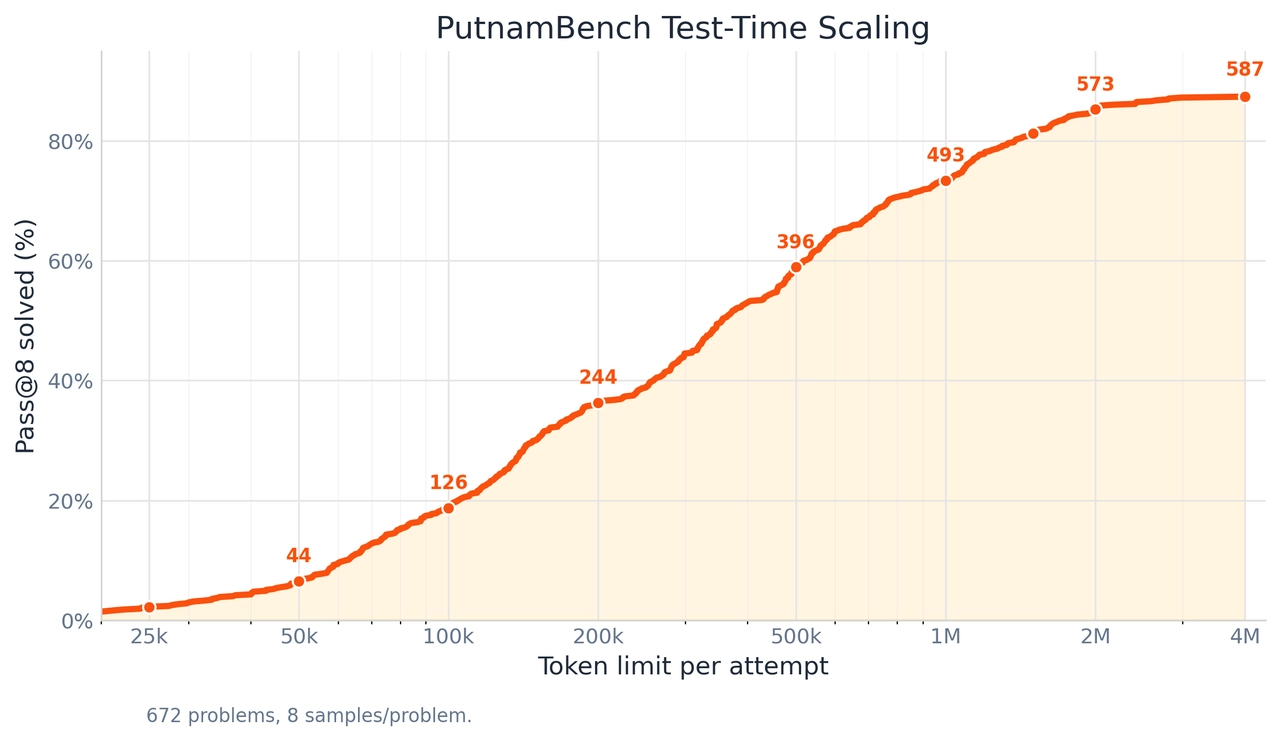 PutnamBench Test-Time Scaling
587
573
493
80%
396
60%
Pass@8 solved (%)
244
40%
126
20%
44
0%
25k 50k 100k 200k 500k 1M 2M 4M
Token limit per attempt
672 problems, 8 samples/problem.